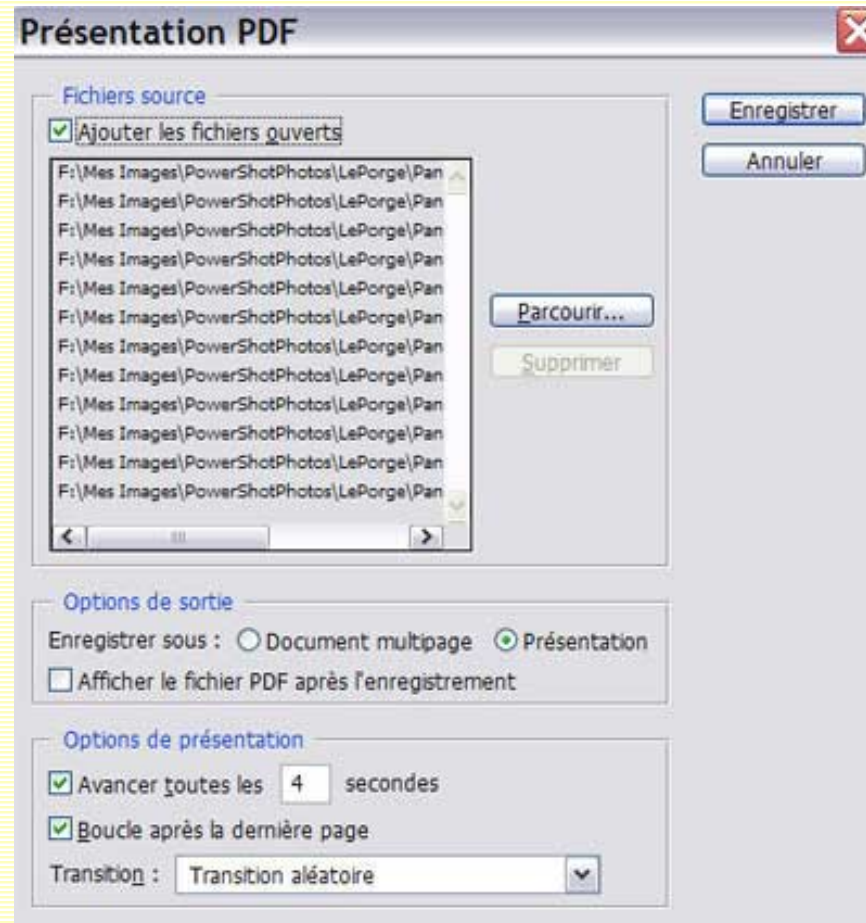 Présentation PDF
Fichiers source
Ajouter les fichiers ouverts
F:\Mes Images\PowerShotPhotos\LePorge\Pan
F:\Mes Images\PowerShotPhotos\LePorge\Pan
F:\Mes Images\PowerShotPhotos\LePorge\Pan
F:\Mes Images\PowerShotPhotos\LePorge\Pan
F:\Mes Images\PowerShotPhotos\LePorge\Pan
F:\Mes Images\PowerShotPhotos\LePorge\Pan
F:\Mes Images\PowerShotPhotos\LePorge\Pan
F:\Mes Images\PowerShotPhotos\LePorge\Pan
F:\Mes Images\PowerShotPhotos\LePorge\Pan
F:\Mes Images\PowerShotPhotos\LePorge\Pan
F:\Mes Images\PowerShotPhotos\LePorge\Pan
F:\Mes Images\PowerShotPhotos\LePorge\Pan
Parcourir...
Supprimer
Enregistrer
Annuler
Options de sortie
Enregistrer sous : Document multipage Présentation
Afficher le fichier PDF après l'enregistrement
Options de présentation
Avancer toutes les 4 secondes
Boucle après la dernière page
Transition : Transition aléatoire